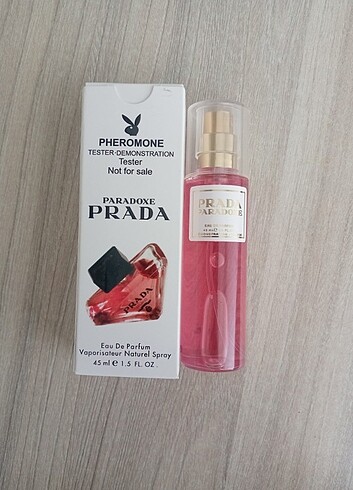 PHEROMONE
TESTER-DEMONSTRATION
Tester
Not for sale
PARADOXE
PRADA
PRADA
Eau De Parfum
Vaporisateur Naturel Spray
45 ml e 1.5 FL. OZ.
PRADA
PARADOXE